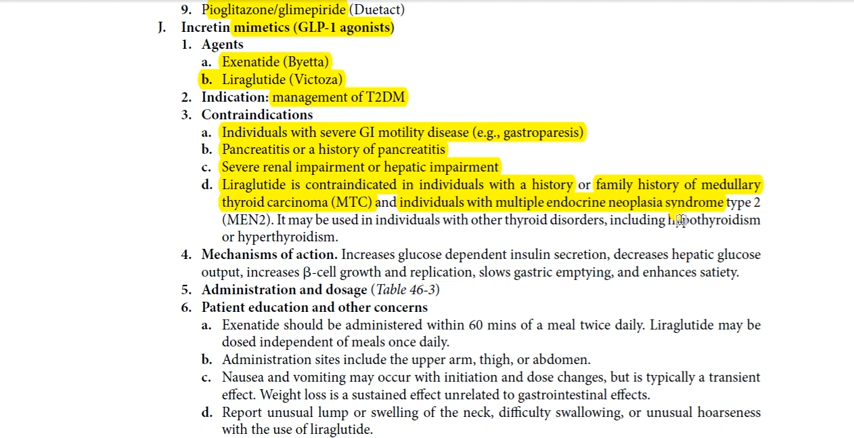 9. Pioglitazone/glimepiride (Duetact)
J. Incretin mimetics (GLP-1 agonists)
1. Agents
a. Exenatide (Byetta)
b. Liraglutide (Victoza)
2. Indication: management of T2DM
3. Contraindications
a. Individuals with severe GI motility disease (e.g., gastroparesis)
b. Pancreatitis or a history of pancreatitis
c. Severe renal impairment or hepatic impairment
d. Liraglutide is contraindicated in individuals with a history or family history of medullary
thyroid carcinoma (MTC) and individuals with multiple endocrine neoplasia syndrome type 2
(MEN2). It may be used in individuals with other thyroid disorders, including hypothyroidism
or hyperthyroidism.
4. Mechanisms of action. Increases glucose dependent insulin secretion, decreases hepatic glucose
output, increases β-cell growth and replication, slows gastric emptying, and enhances satiety.
5. Administration and dosage (Table 46-3)
6. Patient education and other concerns
a. Exenatide should be administered within 60 mins of a meal twice daily. Liraglutide may be
dosed independent of meals once daily.
b. Administration sites include the upper arm, thigh, or abdomen.
c. Nausea and vomiting may occur with initiation and dose changes, but is typically a transient
effect. Weight loss is a sustained effect unrelated to gastrointestinal effects.
d. Report unusual lump or swelling of the neck, difficulty swallowing, or unusual hoarseness
with the use of liraglutide.